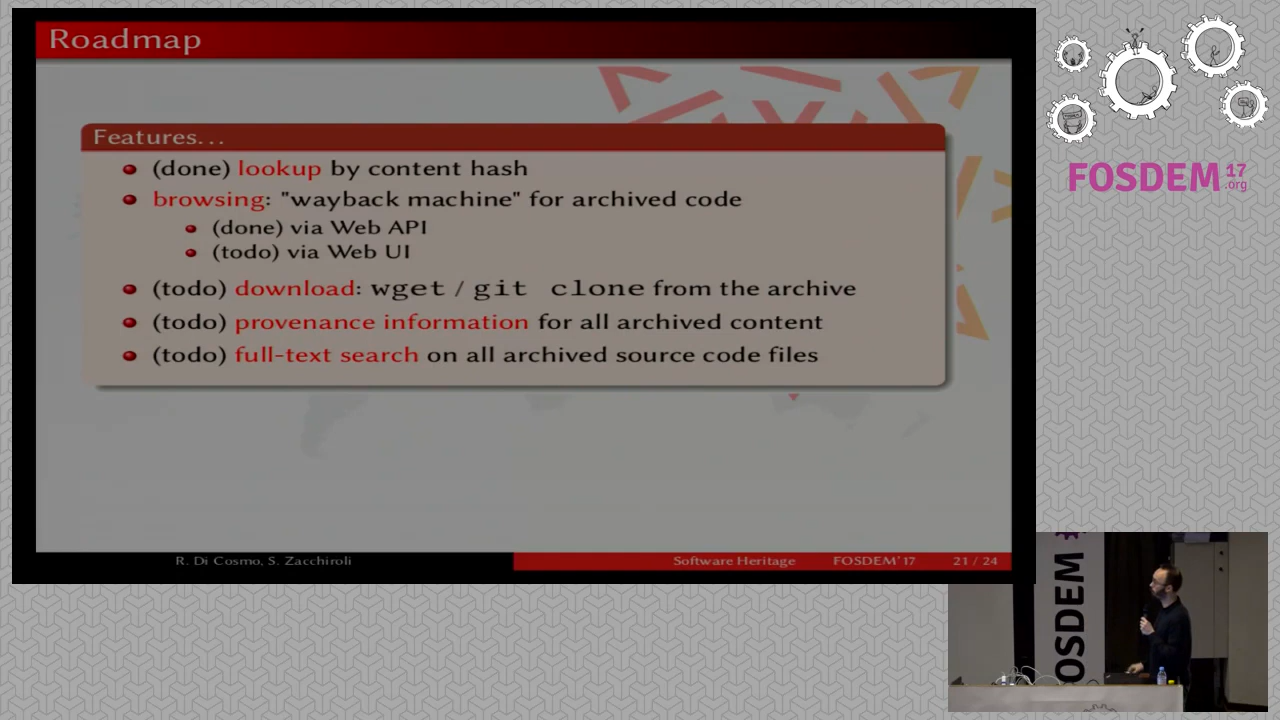 Roadmap
Features...
(done) lookup by content hash
browsing: "wayback machine" for archived code
(done) via Web API
(todo) via Web UI
(todo) download: wget / git clone from the archive
(todo) provenance information for all archived content
(todo) full-text search on all archived source code files
R. Di Cosmo, S. Zacchiroli
Software Heritage FOSDEM'17 21 / 24
FOSDEM 17 .org
OSDEM